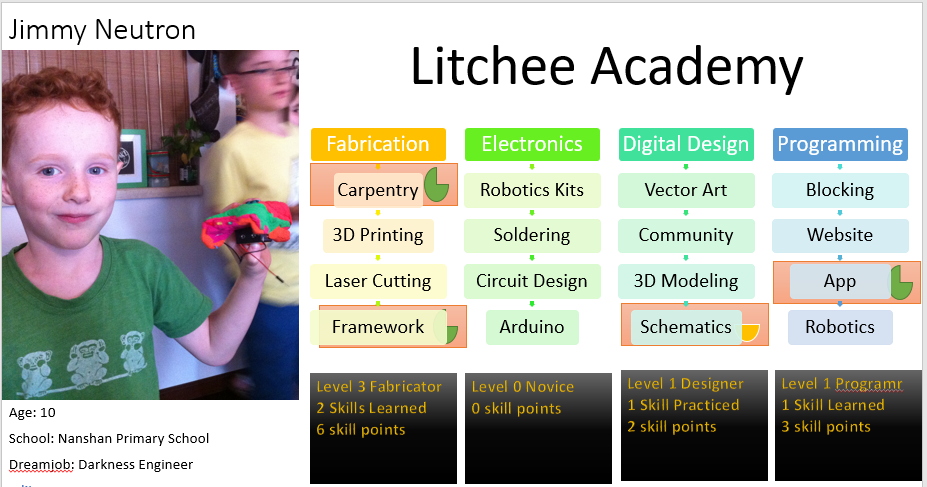 Jimmy Neutron
Litchee Academy
Fabrication
Carpentry
3D Printing
Laser Cutting
Framework
Electronics
Robotics Kits
Soldering
Circuit Design
Arduino
Digital Design
Vector Art
Community
3D Modeling
Schematics
Programming
Blocking
Website
App
Robotics
Level 3 Fabricator
2 Skills Learned
6 skill points
Level 0 Novice
0 skill points
Level 1 Designer
1 Skill Practiced
2 skill points
Level 1 Programr
1 Skill Learned
3 skill points
Age: 10
School: Nanshan Primary School
Dreamjob: Darkness Engineer